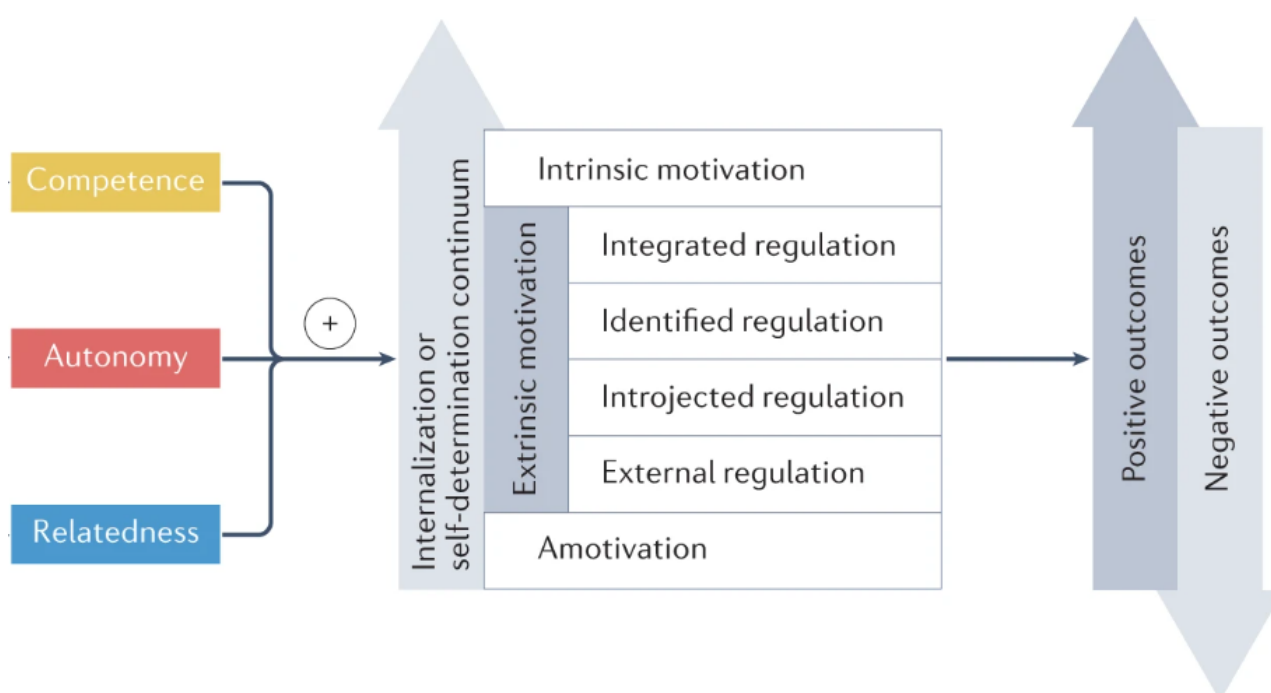 Competence
Autonomy
Relatedness
+
Internalization or
self-determination continuum
Intrinsic motivation
Extrinsic motivation
Integrated regulation
Identified regulation
Introjected regulation
External regulation
Amotivation
Positive outcomes
Negative outcomes